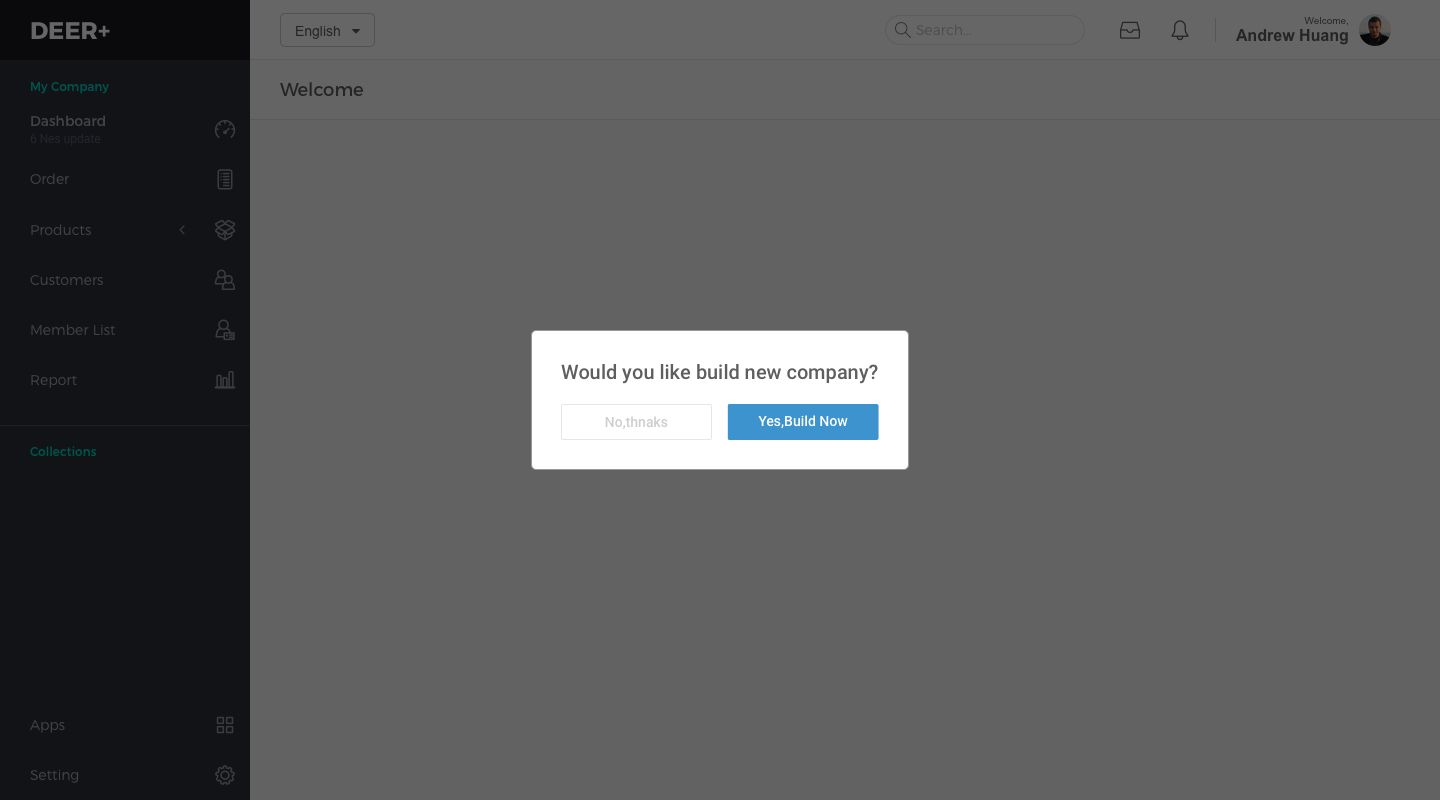 DEER+
English
Search...
Welcome,
Andrew Huang
My Company
Welcome
Dashboard
6 Nes update
Order
Products
Customers
Member List
Report
Would you like build new company?
No,thnaks
Yes,Build Now
Collections
Apps
Setting